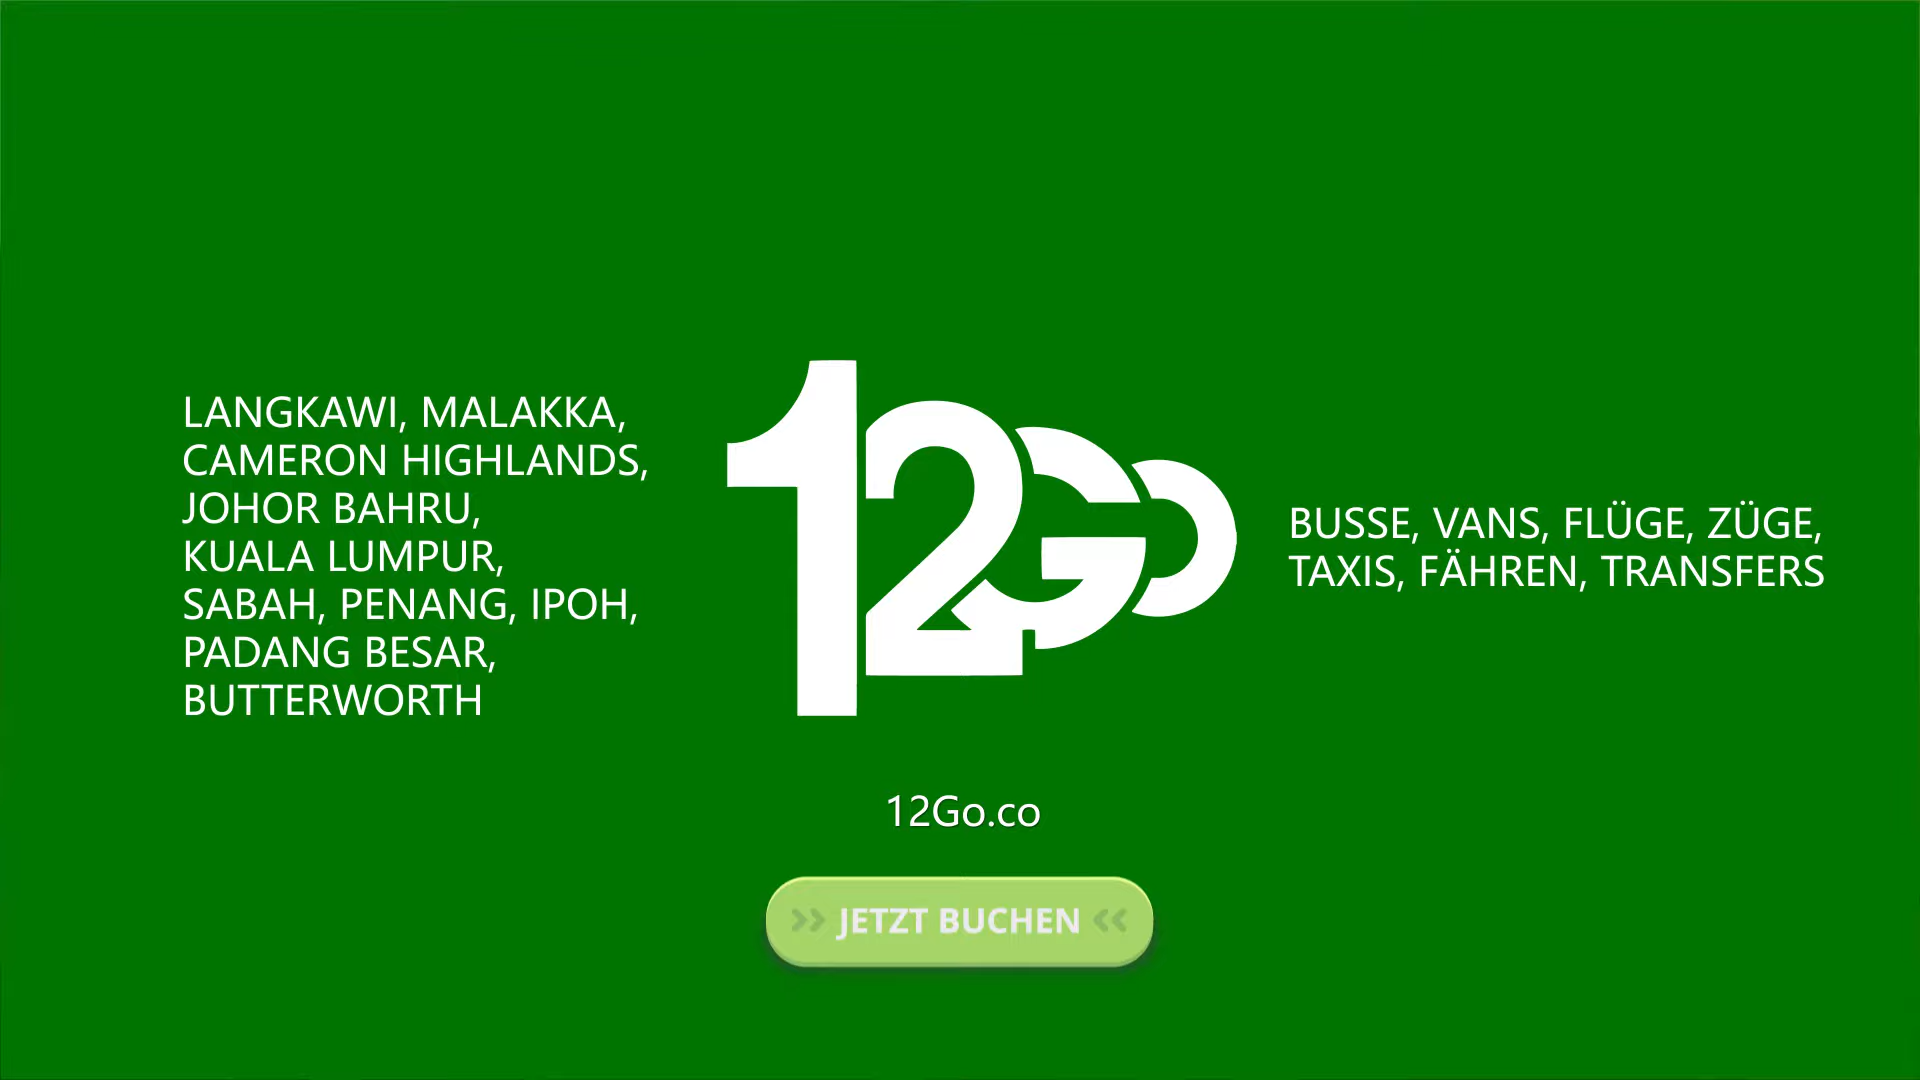 LANGKAWI, MALAKKA,
CAMERON HIGHLANDS,
JOHOR BAHRU,
KUALA LUMPUR,
SABAH, PENANG, IPOH,
PADANG BESAR,
BUTTERWORTH
12Go
BUSSE, VANS, FLÜGE, ZÜGE,
TAXIS, FÄHREN, TRANSFERS
12Go.co
>> JETZT BUCHEN <<